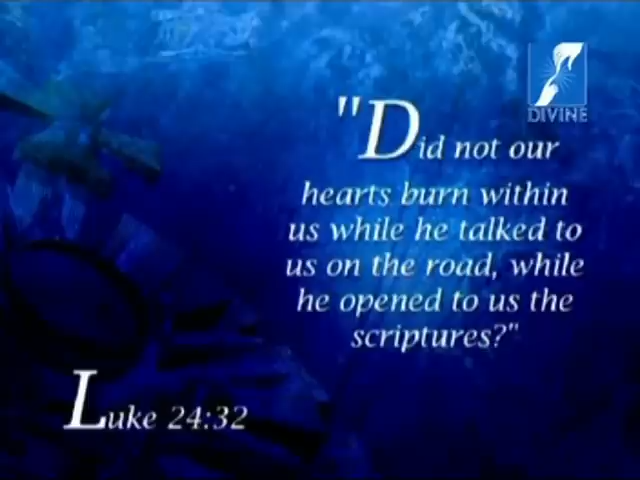 DIVINE
"Did not our
hearts burn within
us while he talked to
us on the road, while
he opened to us the
scriptures?"
Luke 24:32